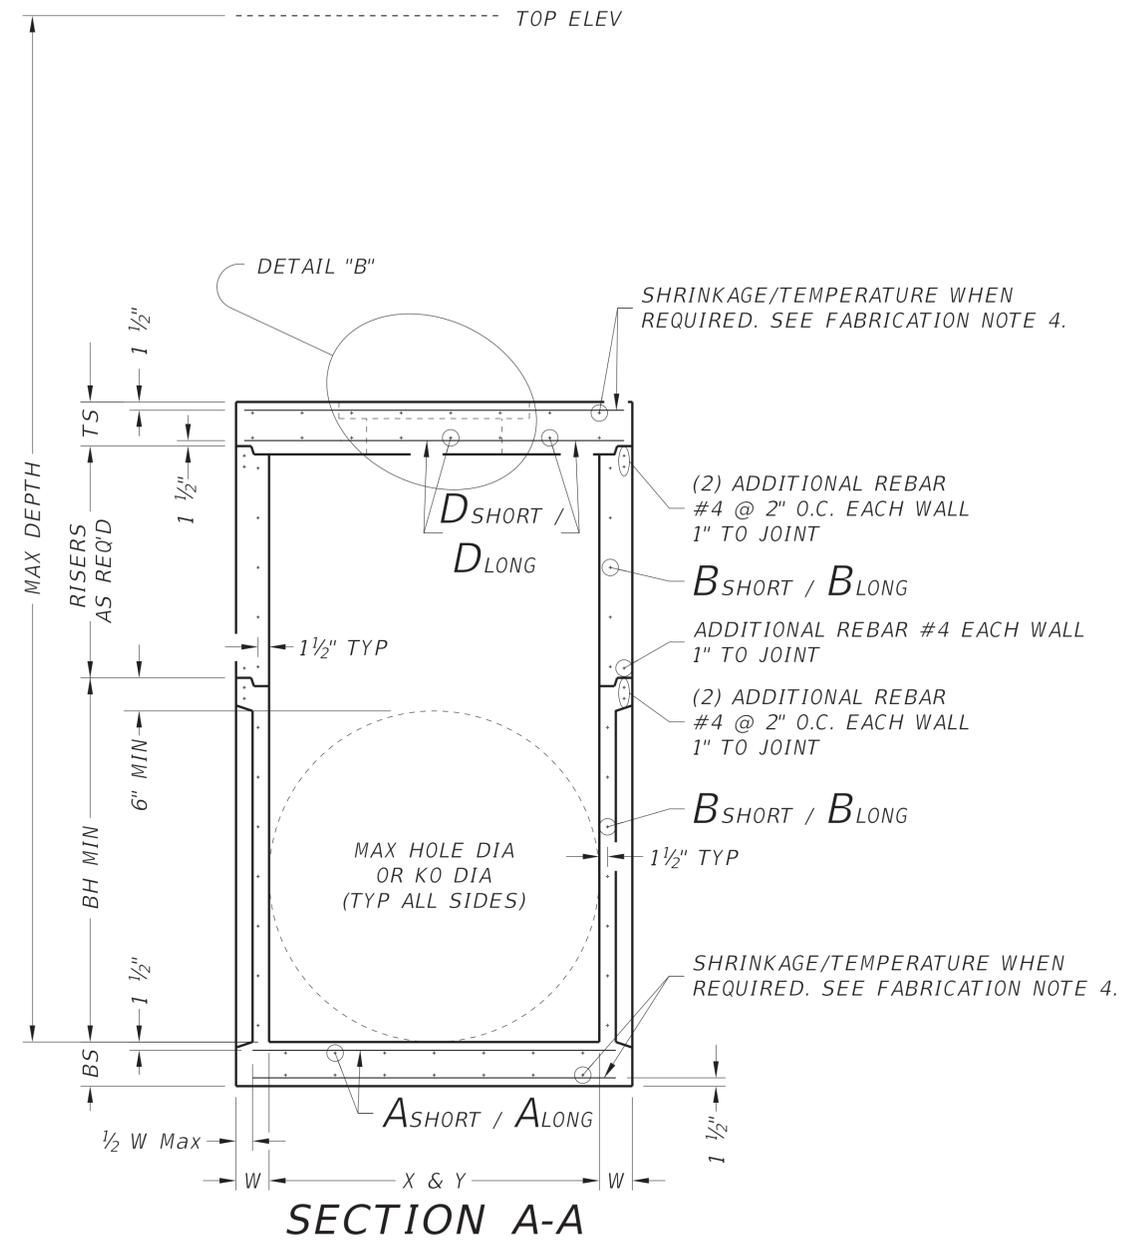 TOP ELEV
DETAIL "B"
SHRINKAGE/TEMPERATURE WHEN
REQUIRED. SEE FABRICATION NOTE 4.
1 ½"
TS
1 ½"
MAX DEPTH
RISERS
AS REQ'D
DSHORT /
DLONG
(2) ADDITIONAL REBAR
#4 @ 2" O.C. EACH WALL
1" TO JOINT
BSHORT / BLONG
ADDITIONAL REBAR #4 EACH WALL
1" TO JOINT
1½" TYP
(2) ADDITIONAL REBAR
#4 @ 2" O.C. EACH WALL
1" TO JOINT
6" MIN
BSHORT / BLONG
BH MIN
MAX HOLE DIA
OR KO DIA
(TYP ALL SIDES)
1½" TYP
1 ½"
SHRINKAGE/TEMPERATURE WHEN
REQUIRED. SEE FABRICATION NOTE 4.
BS
ASHORT / ALONG
1 ½"
½ W Max
W
X & Y
W
SECTION A-A